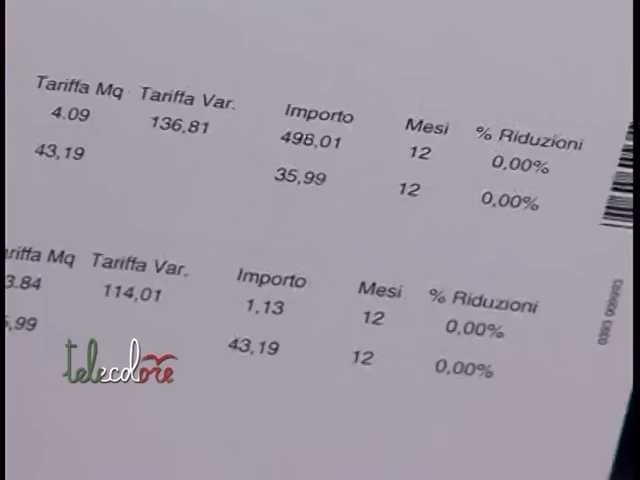 Tariffa Mq Tariffa Var. Importo Mesi % Riduzioni
4.09 136,81 498,01 12 0,00%
43,19 35,99 12 0,00%
ariffa Mq Tariffa Var. Importo Mesi % Riduzioni
3.84 114,01 1,13 12 0,00%
,99 43,19 12 0,00%
telecolore